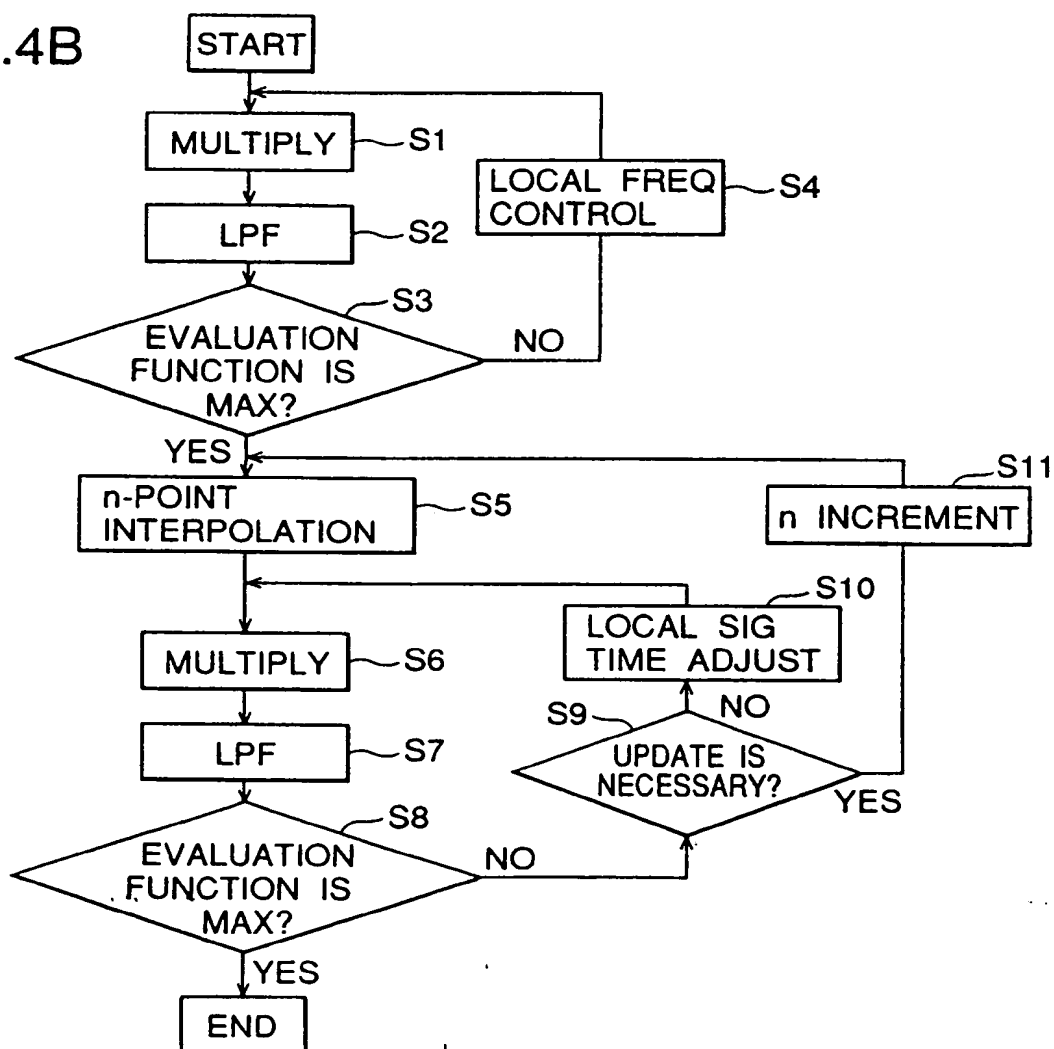 .4B
START
MULTIPLY
S1
LPF
S2
LOCAL FREQ
CONTROL
S4
S3
EVALUATION
FUNCTION IS
MAX?
NO
YES
n-POINT
INTERPOLATION
S5
S11
n INCREMENT
S10
LOCAL SIG
TIME ADJUST
MULTIPLY
S6
LPF
S7
S9
NO
UPDATE IS
NECESSARY?
YES
S8
EVALUATION
FUNCTION IS
MAX?
NO
YES
END